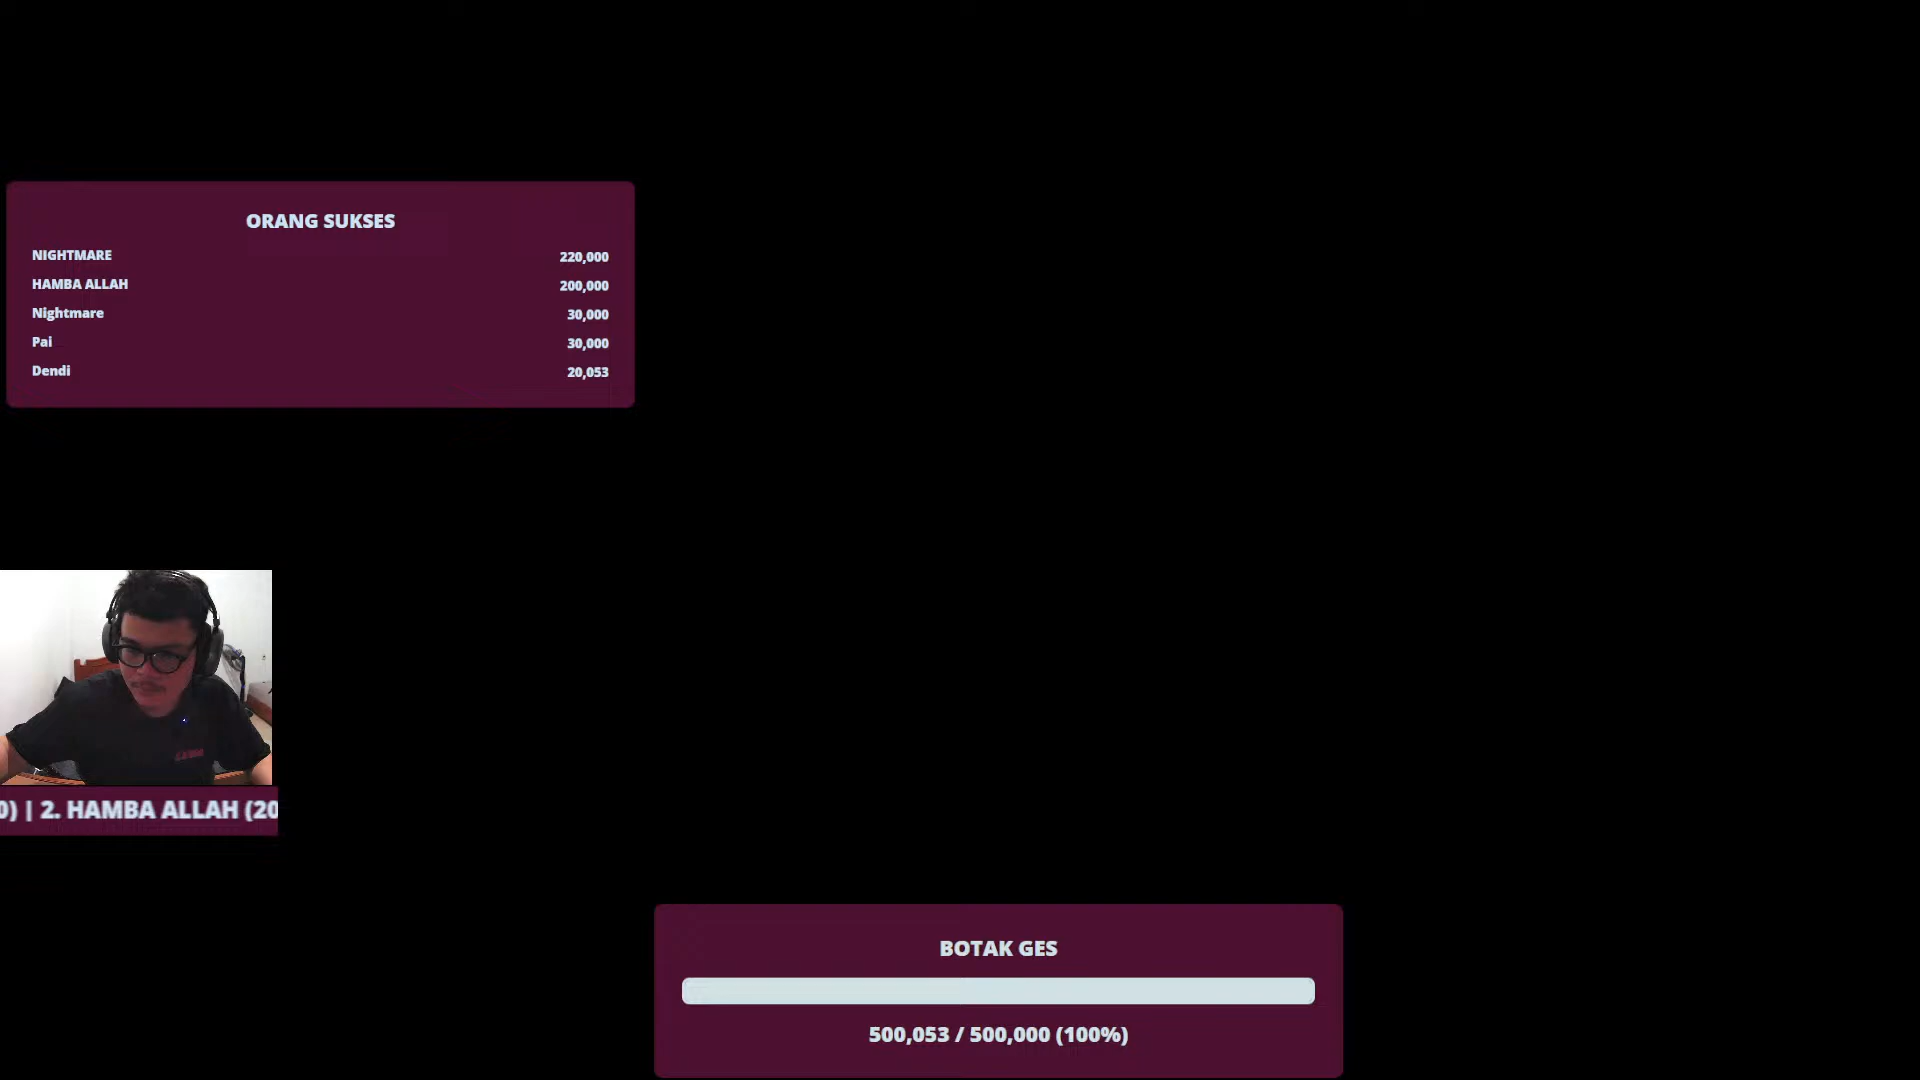 ORANG SUKSES
NIGHTMARE 220,000
HAMBA ALLAH 200,000
Nightmare 30,000
Pai 30,000
Dendi 20,053
0) | 2. HAMBA ALLAH (20
BOTAK GES
500,053 / 500,000 (100%)